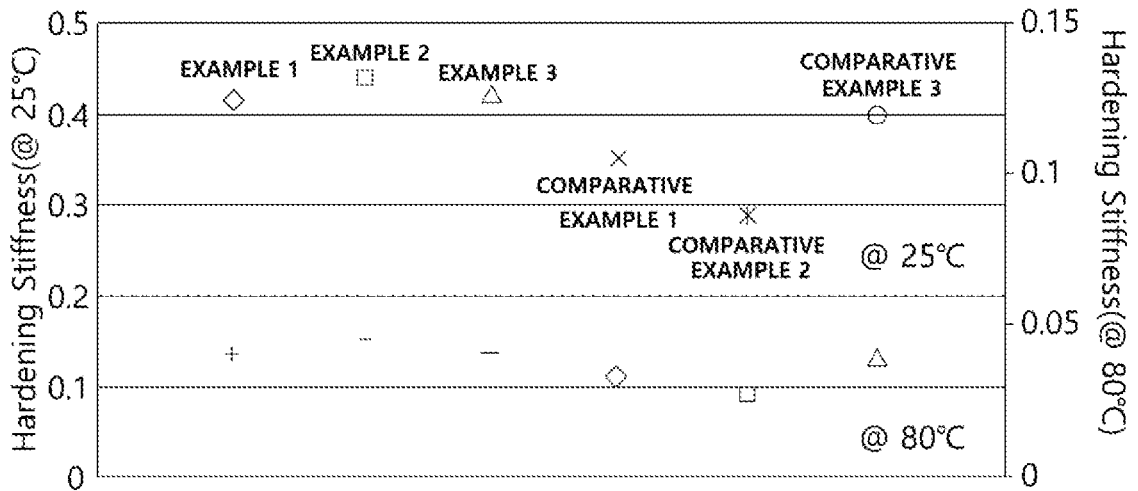 Hardening Stiffness(@ 25℃)
0.5
0.4
0.3
0.2
0.1
0
EXAMPLE 1
EXAMPLE 2
EXAMPLE 3
COMPARATIVE
EXAMPLE 1
COMPARATIVE
EXAMPLE 2
COMPARATIVE
EXAMPLE 3
@ 25℃
@ 80℃
0.15
0.1
0.05
0
Hardening Stiffness(@ 80℃)